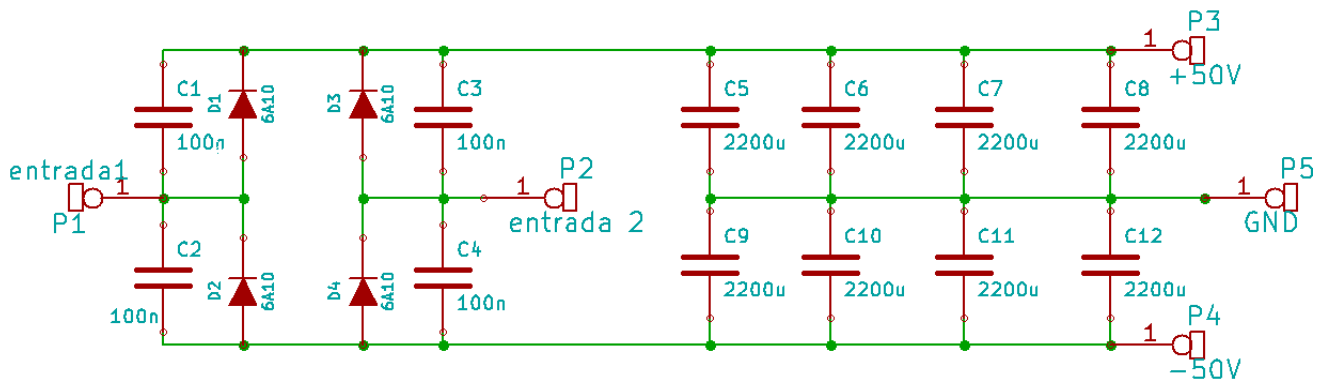 P3
1
+50V
C1
D1
6A10
D3
6A10
C3
C5
C6
C7
C8
100n
100n
2200u
2200u
2200u
2200u
entrada1
1
P1
P2
1
entrada 2
P5
1
GND
C2
D2
6A10
D4
6A10
C4
C9
C10
C11
C12
100n
100n
2200u
2200u
2200u
2200u
P4
1
-50V